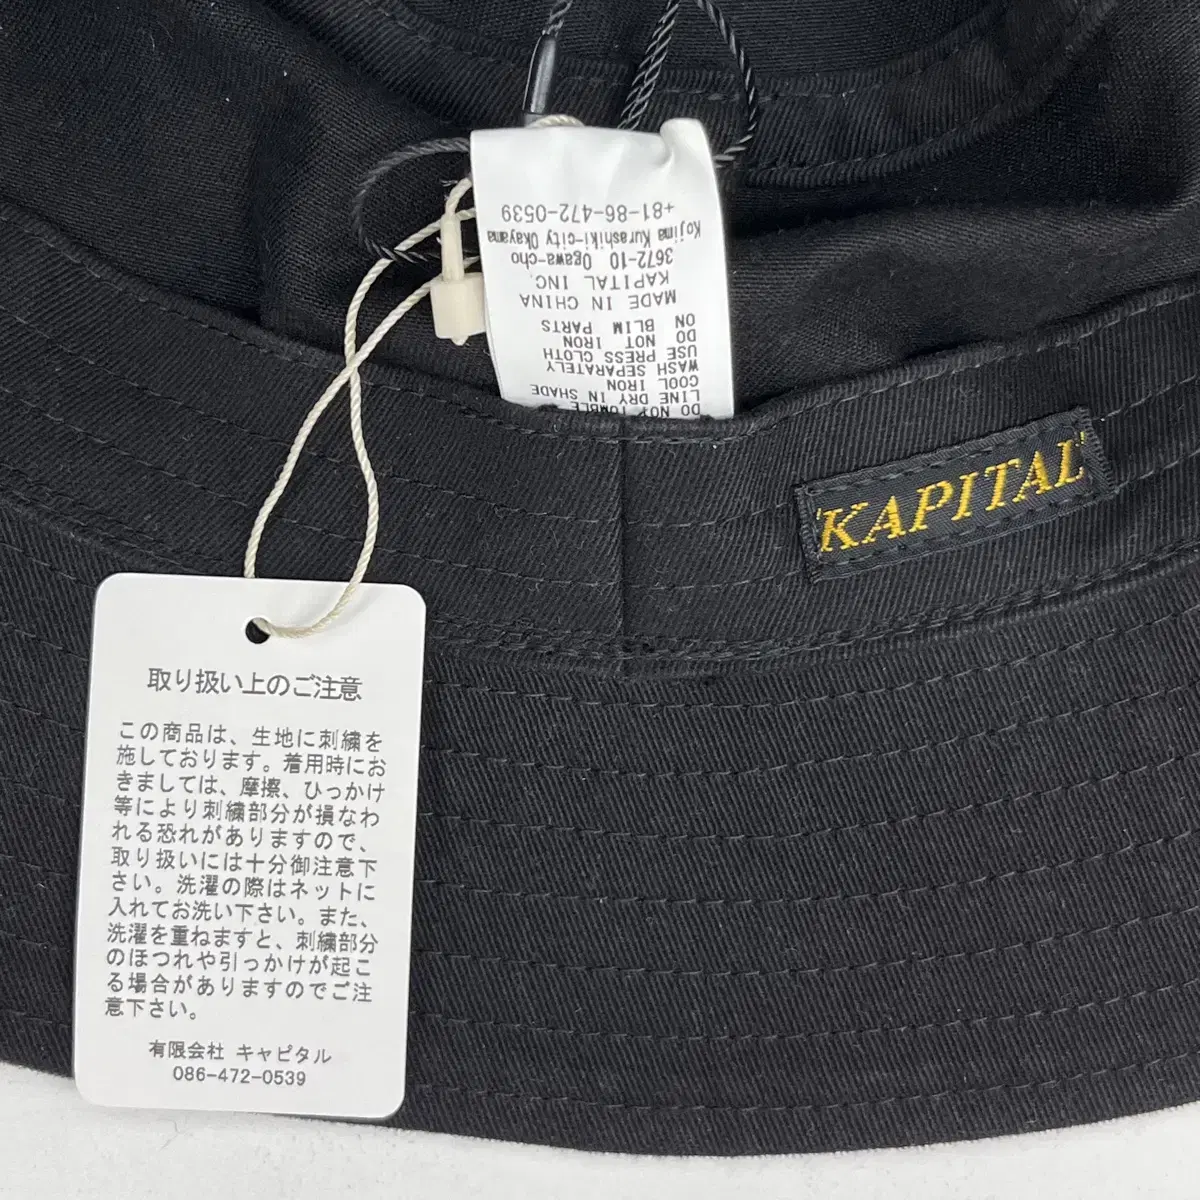 +81-86-472-0539
Kojima Kurashiki-city Okayama
3672-10 Ogawa-cho
KAPITAL INC.
MADE IN CHINA
ON BLIM PARTS
DO NOT IRON
USE PRESS CLOTH
WASH SEPARATELY
COOL IRON
LINE DRY IN SHADE
DO NOT TUMBLE
'KAPITAL'
取り扱い上のご注意
この商品は、生地に刺繍を
施しております。着用時にお
きましては、摩擦、ひっかけ
等により刺繍部分が損なわ
れる恐れがありますので、
取り扱いには十分御注意下
さい。洗濯の際はネットに
入れてお洗い下さい。また、
洗濯を重ねますと、刺繍部分
のほつれや引っかけが起こ
る場合がありますのでご注
意下さい。
有限会社 キャピタル
086-472-0539